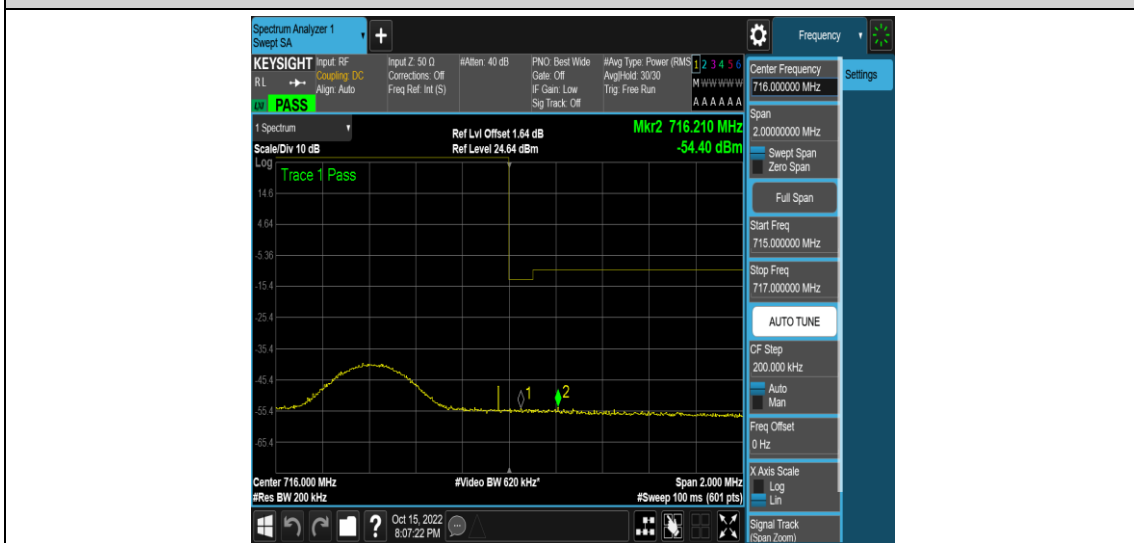 Spectrum Analyzer 1
Swept SA
+
Frequency
KEYSIGHT
RL
LW PASS
Input: RF
Coupling: DC
Align: Auto
Input Z: 50 Ω
Corrections: Off
Freq Ref: Int (S)
#Atten: 40 dB
PNO: Best Wide
Gate: Off
IF Gain: Low
Sig Track: Off
#Avg Type: Power (RMS
Avg|Hold: 30/30
Trig: Free Run
1 2 3 4 5 6
M W W W W W
A A A A A A
1 Spectrum
Scale/Div 10 dB
Ref Lvl Offset 1.64 dB
Ref Level 24.64 dBm
Mkr2 716.210 MHz
-54.40 dBm
Log
Trace 1 Pass
14.6
4.64
-5.36
-15.4
-25.4
-35.4
-45.4
-55.4
-65.4
1
2
Center 716.000 MHz
#Video BW 620 kHz*
Span 2.000 MHz
#Res BW 200 kHz
#Sweep 100 ms (601 pts)
?
Oct 15, 2022
8:07:22 PM
Center Frequency
716.000000 MHz
Settings
Span
2.00000000 MHz
Swept Span
Zero Span
Full Span
Start Freq
715.000000 MHz
Stop Freq
717.000000 MHz
AUTO TUNE
CF Step
200.000 kHz
Auto
Man
Freq Offset
0 Hz
X Axis Scale
Log
Lin
Signal Track
(Span Zoom)